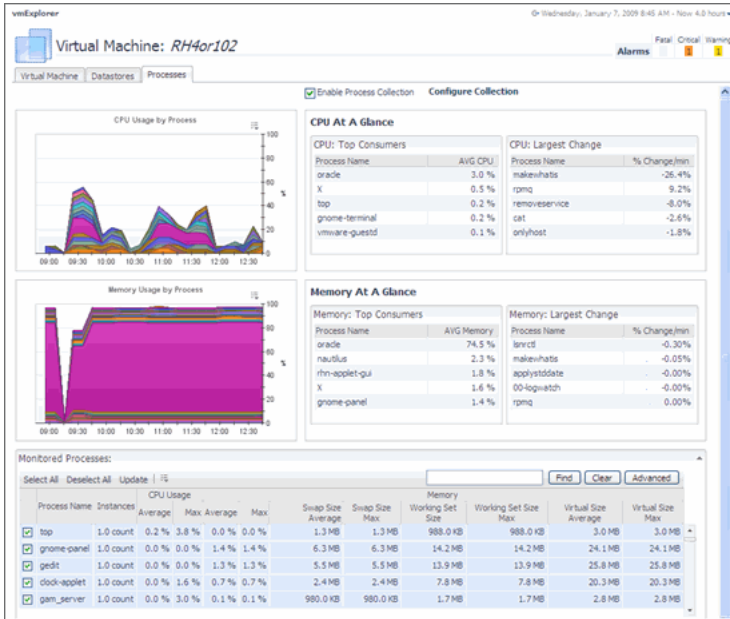 vmExplorer
Wednesday, January 7, 2009 8:45 AM - Now 4.0 hours
Virtual Machine: RH4or102
Alarms Fatal Critical Warning
1 1
Virtual Machine Datastores Processes
Enable Process Collection Configure Collection
CPU Usage by Process
100
80
60
40
20
0
%
09:00 09:30 10:00 10:30 11:00 11:30 12:00 12:30
CPU At A Glance
CPU: Top Consumers
Process Name AVG CPU
oracle 3.0 %
X 0.5 %
top 0.2 %
gnome-terminal 0.2 %
vmware-guestd 0.1 %
CPU: Largest Change
Process Name % Change/min
makewhatis -26.4%
rpmq 9.2%
removeservice -8.0%
cat -2.6%
onlyhost -1.8%
Memory Usage by Process
100
80
60
40
20
0
%
09:00 09:30 10:00 10:30 11:00 11:30 12:00 12:30
Memory At A Glance
Memory: Top Consumers
Process Name AVG Memory
oracle 74.5 %
nautilus 2.3 %
rhn-applet-gui 1.8 %
X 1.6 %
gnome-panel 1.4 %
Memory: Largest Change
Process Name % Change/min
lsnrctl -0.30%
makewhatis -0.05%
applystddate -0.00%
00-logwatch -0.00%
rpmq 0.00%
Monitored Processes:
Select All Deselect All Update Find Clear Advanced
CPU Usage Memory
Process Name Instances Average Max Average Max Swap Size Average Swap Size Max Working Set Size Working Set Size Max Virtual Size Average Virtual Size Max
top 1.0 count 0.2 % 3.8 % 0.0 % 0.0 % 1.3 MB 1.3 MB 988.0 KB 988.0 KB 3.0 MB 3.0 MB
gnome-panel 1.0 count 0.0 % 0.0 % 1.4 % 1.4 % 6.3 MB 6.3 MB 14.2 MB 14.2 MB 24.1 MB 24.1 MB
gedit 1.0 count 0.0 % 0.0 % 1.3 % 1.3 % 5.5 MB 5.5 MB 13.9 MB 13.9 MB 25.8 MB 25.8 MB
clock-applet 1.0 count 0.0 % 1.6 % 0.7 % 0.7 % 2.4 MB 2.4 MB 7.8 MB 7.8 MB 20.3 MB 20.3 MB
gam_server 1.0 count 0.0 % 3.0 % 0.1 % 0.1 % 980.0 KB 980.0 KB 1.7 MB 1.7 MB 2.8 MB 2.8 MB